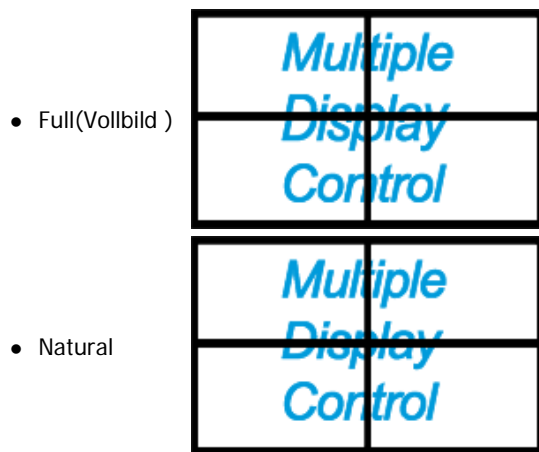 Multiple
Display
Control
● Full(Vollbild )
Multiple
Display
Control
● Natural